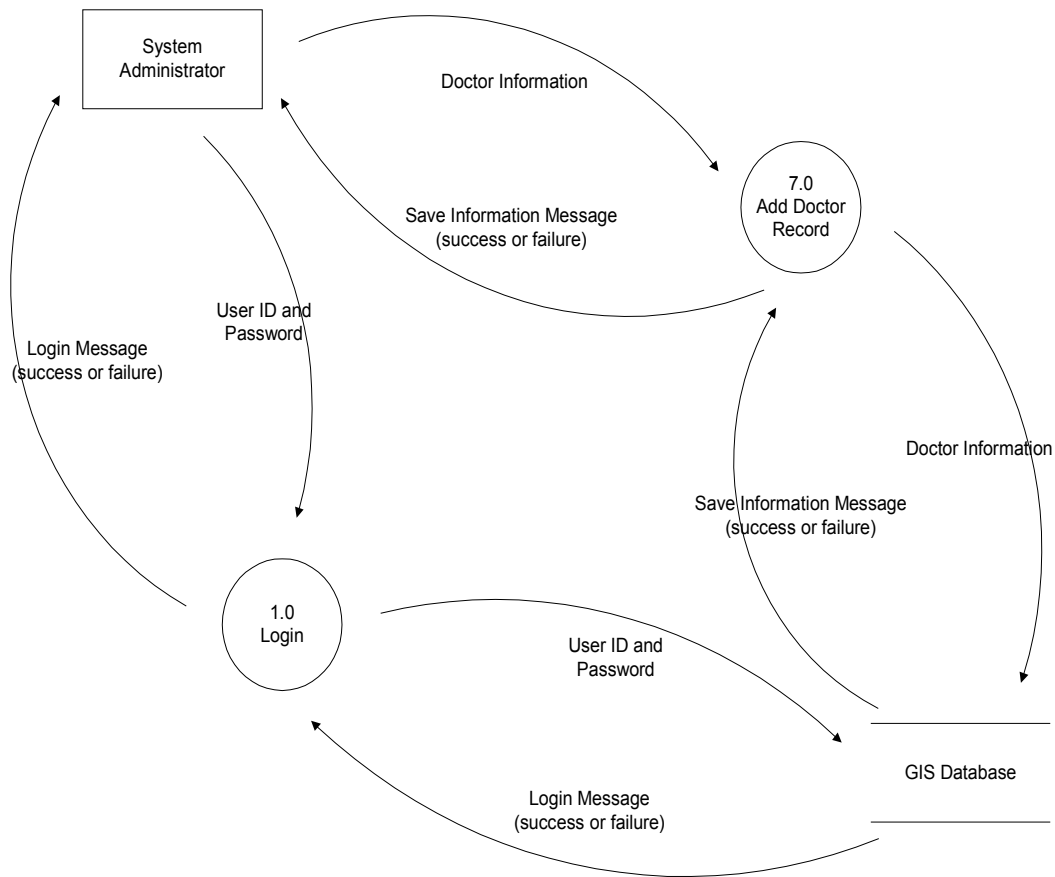 System
Administrator
Doctor Information
7.0
Add Doctor
Record
Save Information Message
(success or failure)
User ID and
Password
Login Message
(success or failure)
Doctor Information
Save Information Message
(success or failure)
1.0
Login
User ID and
Password
GIS Database
Login Message
(success or failure)